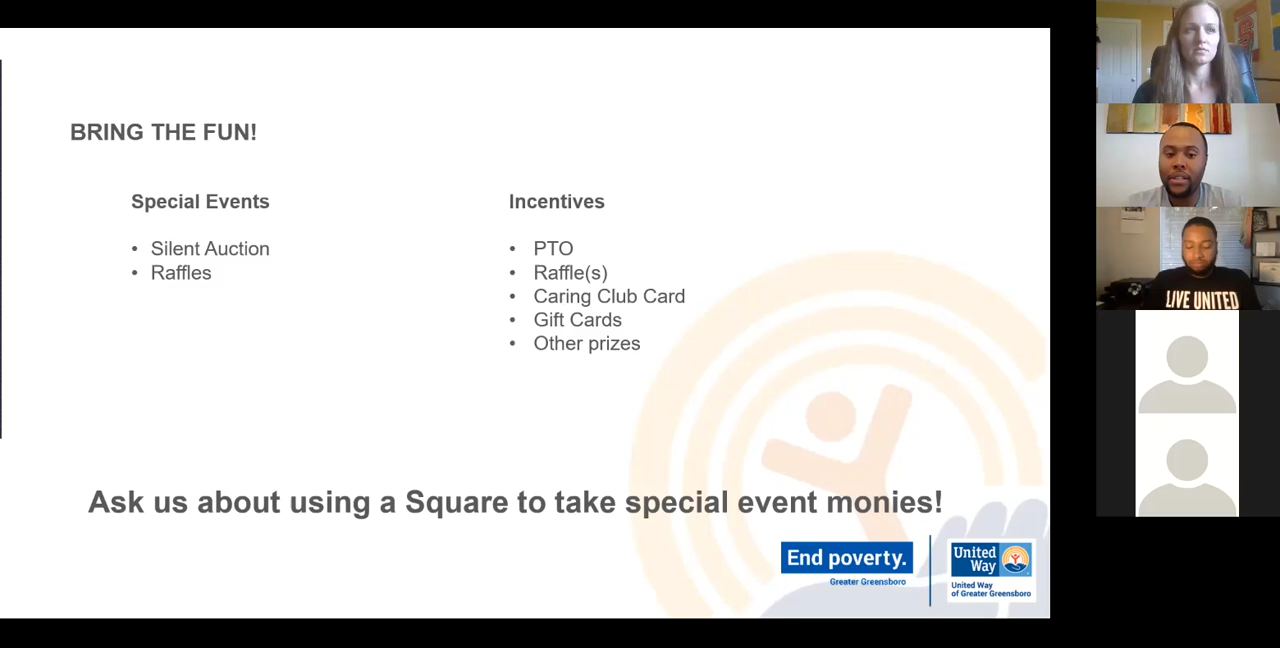 BRING THE FUN!
Special Events
• Silent Auction
• Raffles
Incentives
• PTO
• Raffle(s)
• Caring Club Card
• Gift Cards
• Other prizes
Ask us about using a Square to take special event monies!
End poverty.
Greater Greensboro
United
Way
United Way
of Greater Greensboro
LIVE UNITED